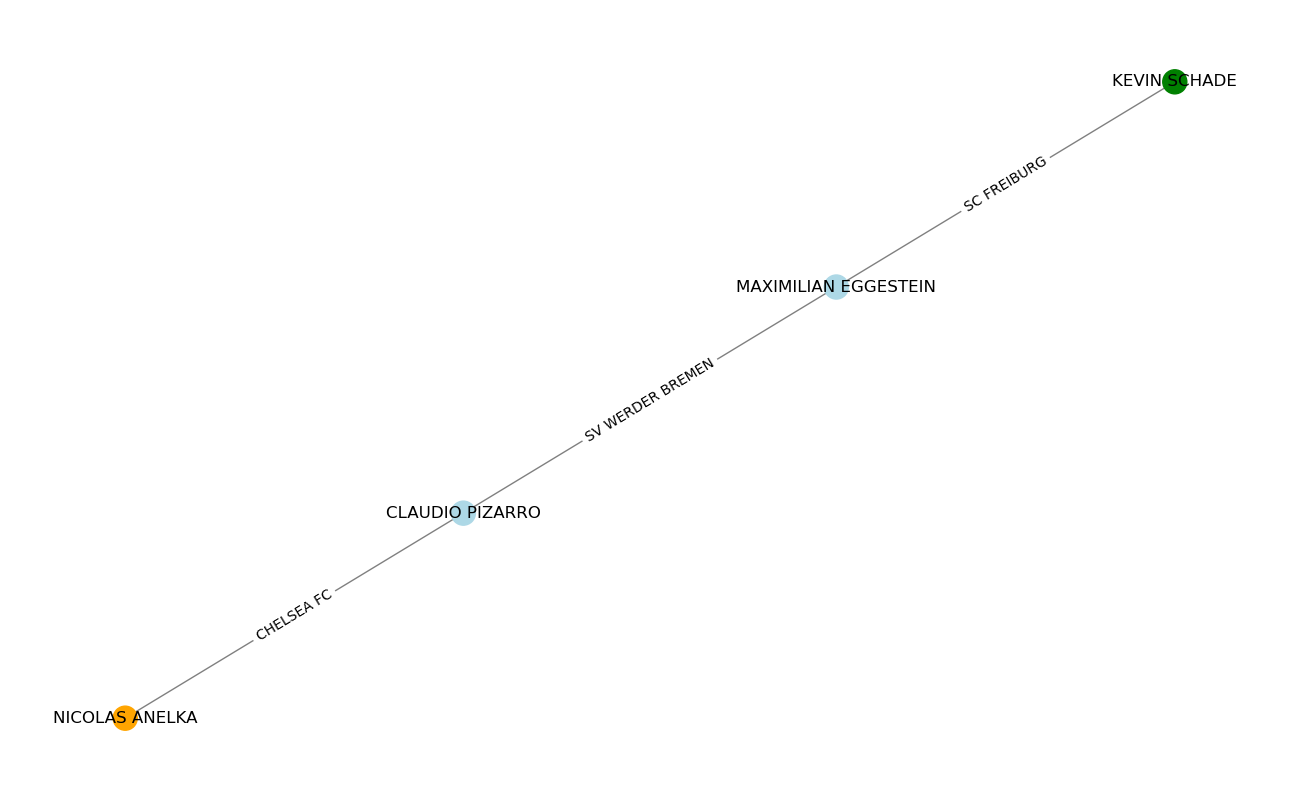 KEVIN SCHADE
SC FREIBURG
MAXIMILIAN EGGESTEIN
SV WERDER BREMEN
CLAUDIO PIZARRO
CHELSEA FC
NICOLAS ANELKA